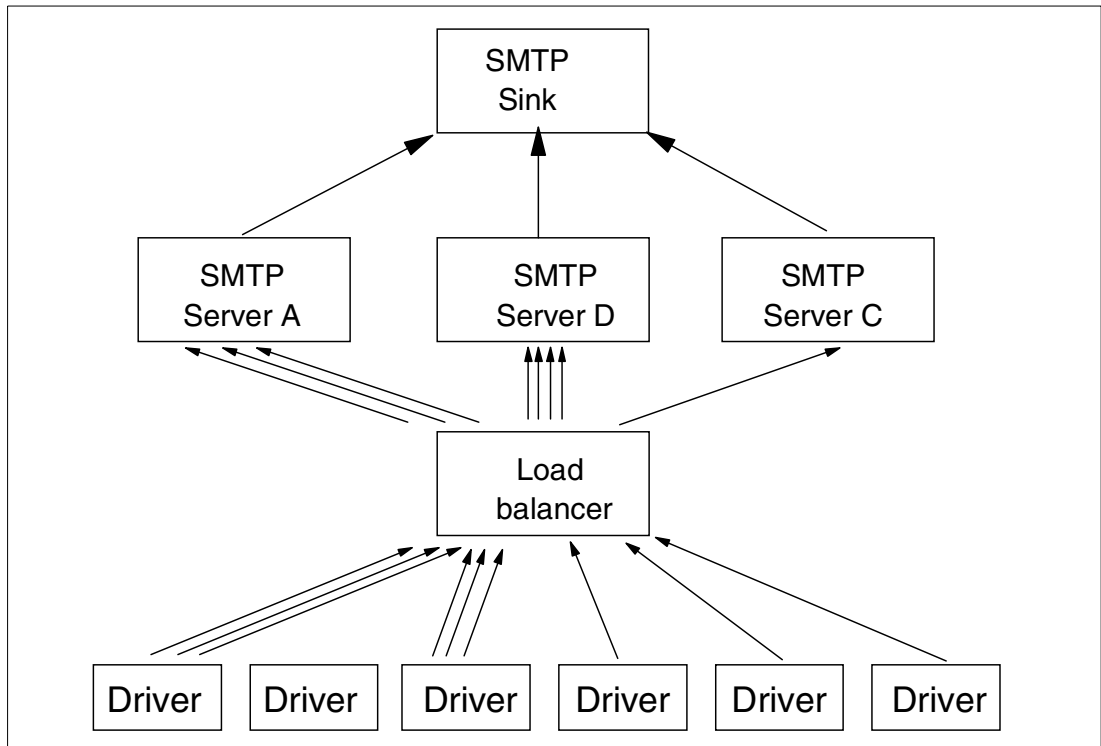 SMTP
Sink
SMTP
Server A
SMTP
Server D
SMTP
Server C
Load
balancer
Driver
Driver
Driver
Driver
Driver
Driver